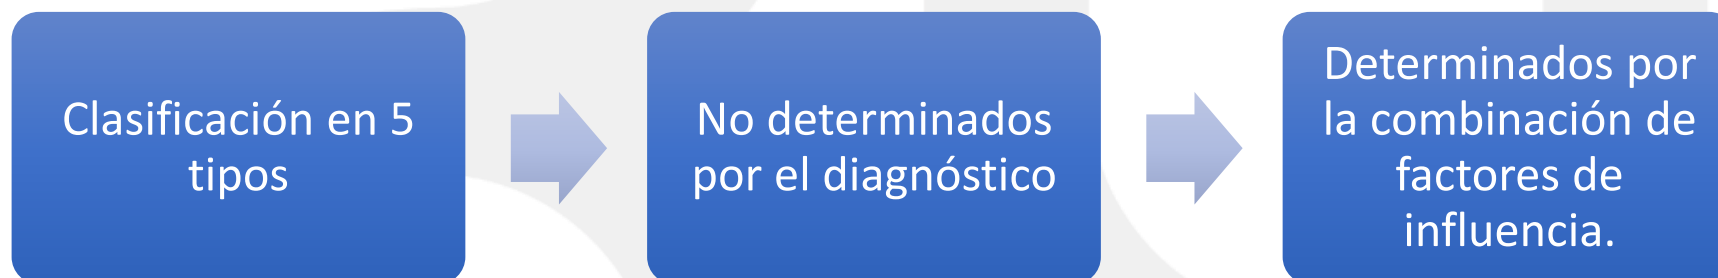 Clasificación en 5
tipos
No determinados
por el diagnóstico
Determinados por
la combinación de
factores de
influencia.